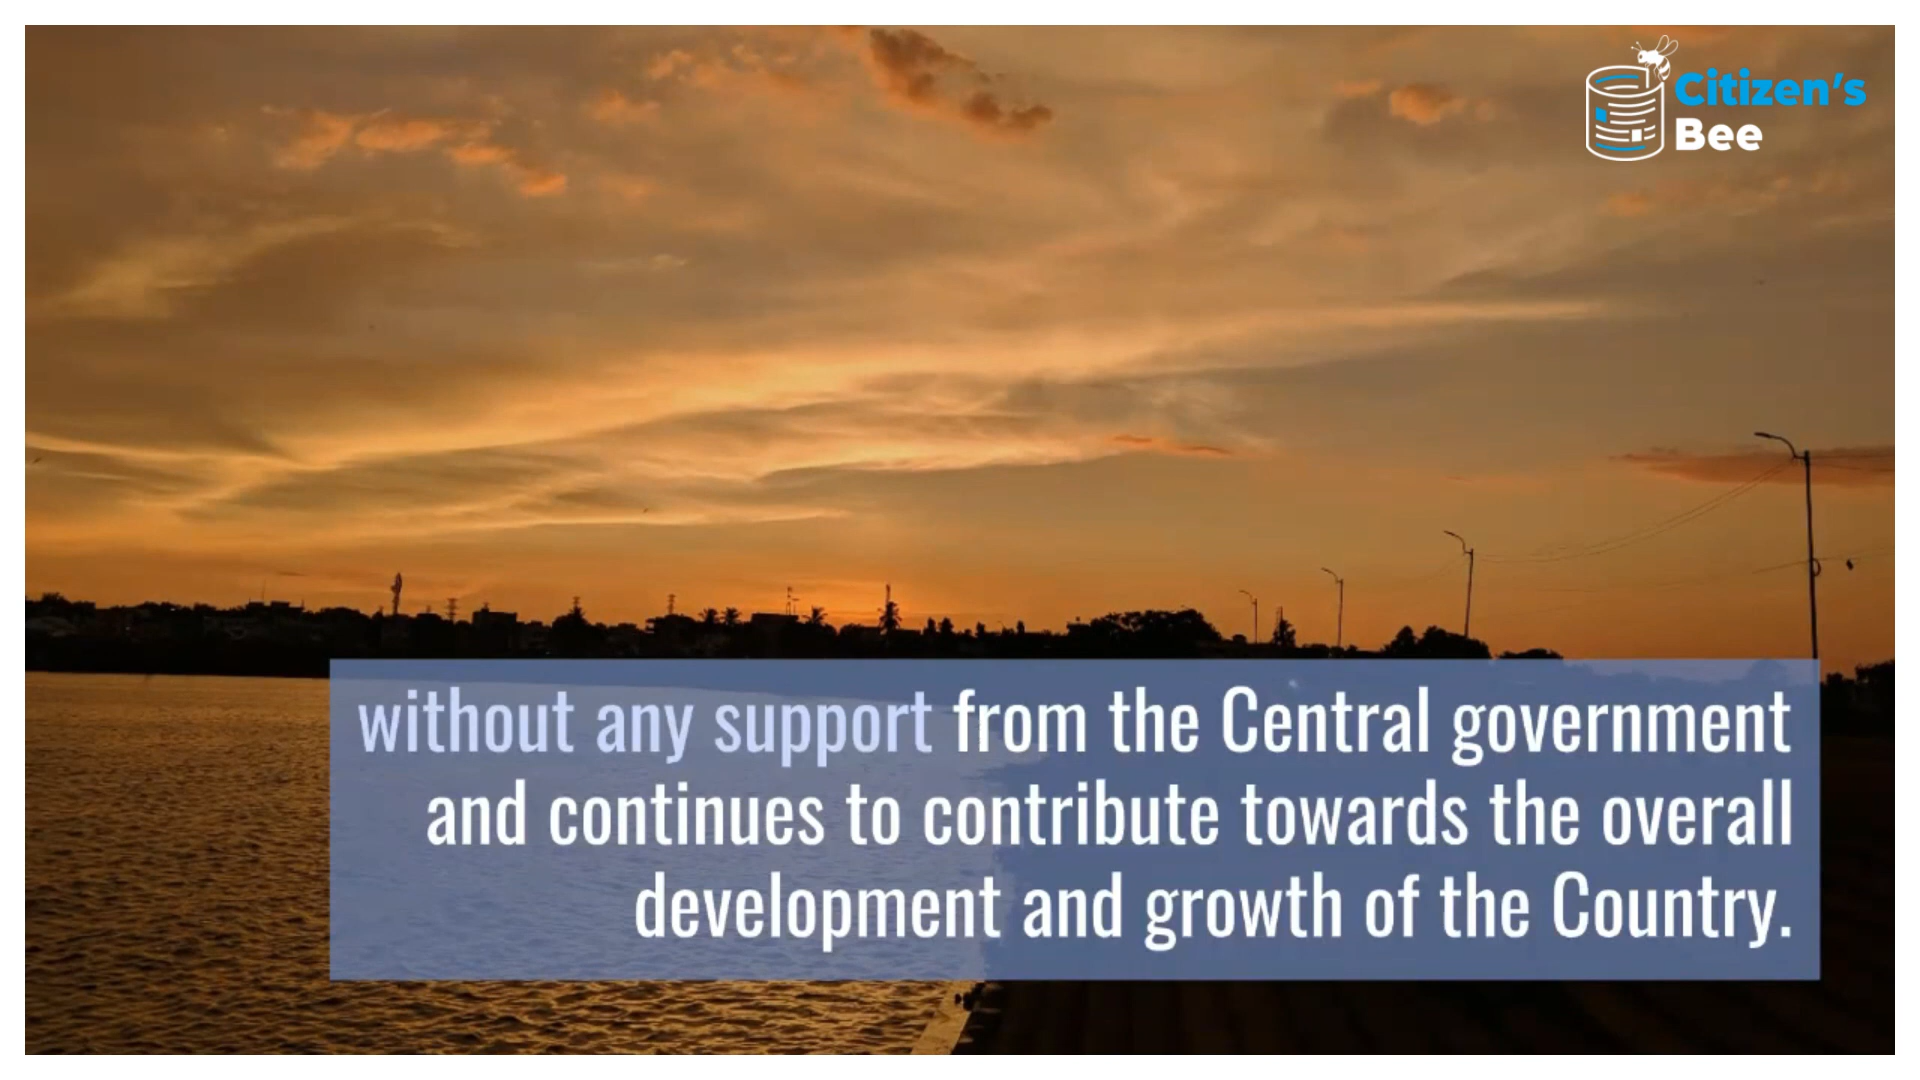 Citizen's
Bee
without any support from the Central government
and continues to contribute towards the overall
development and growth of the Country.